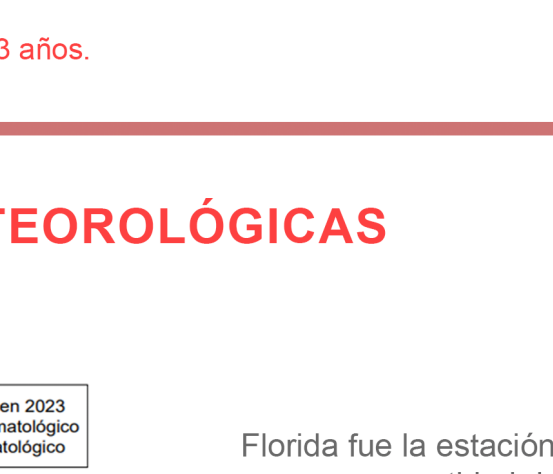 3 años.
TEOROLÓGICAS
en 2023
matológico
atológico
Florida fue la estación